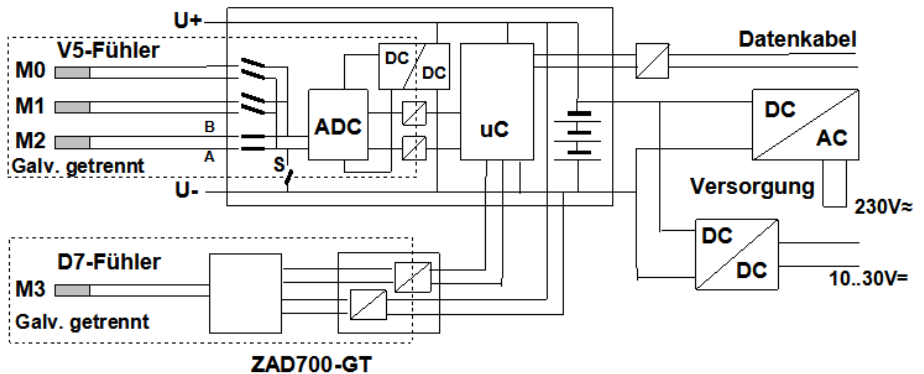 U+
V5-Fühler
M0
M1
B
M2
A
Galv. getrennt
S
U-
ADC
DC
DC
uC
Datenkabel
DC
AC
Versorgung
230V≈
DC
DC
10..30V=
D7-Fühler
M3
Galv. getrennt
ZAD700-GT